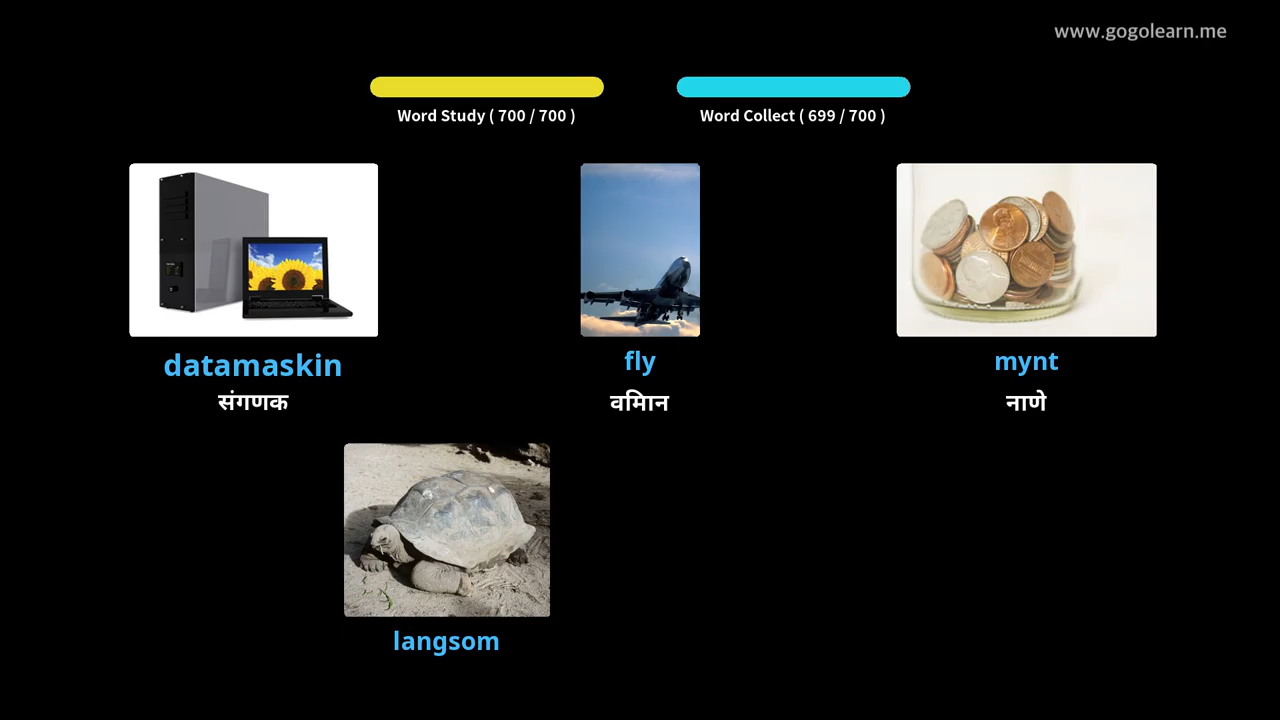 www.gogolearn.me
Word Study ( 700 / 700 )
Word Collect ( 699 / 700 )
datamaskin
fly
mynt
संगणक
विमान
नाणे
langsom